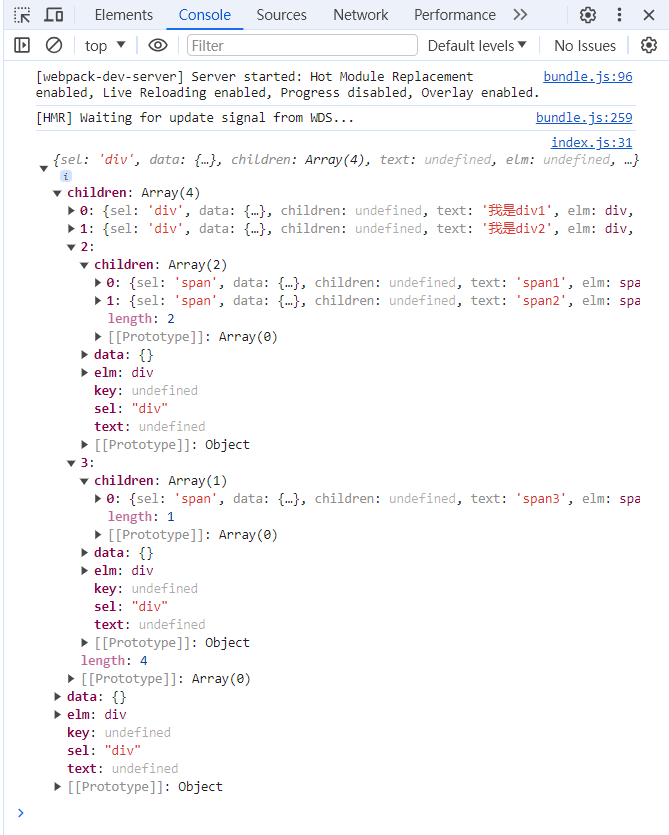 Elements Console Sources Network Performance
top Filter Default levels No Issues
[webpack-dev-server] Server started: Hot Module Replacement bundle.js:96
enabled, Live Reloading enabled, Progress disabled, Overlay enabled.
[HMR] Waiting for update signal from WDS... bundle.js:259
index.js:31
{sel: 'div', data: {…}, children: Array(4), text: undefined, elm: undefined, …}
i
children: Array(4)
0: {sel: 'div', data: {…}, children: undefined, text: '我是div1', elm: div,
1: {sel: 'div', data: {…}, children: undefined, text: '我是div2', elm: div,
2:
children: Array(2)
0: {sel: 'span', data: {…}, children: undefined, text: 'span1', elm: spa
1: {sel: 'span', data: {…}, children: undefined, text: 'span2', elm: spa
length: 2
[[Prototype]]: Array(0)
data: {}
elm: div
key: undefined
sel: "div"
text: undefined
[[Prototype]]: Object
3:
children: Array(1)
0: {sel: 'span', data: {…}, children: undefined, text: 'span3', elm: spa
length: 1
[[Prototype]]: Array(0)
data: {}
elm: div
key: undefined
sel: "div"
text: undefined
[[Prototype]]: Object
length: 4
[[Prototype]]: Array(0)
data: {}
elm: div
key: undefined
sel: "div"
text: undefined
[[Prototype]]: Object